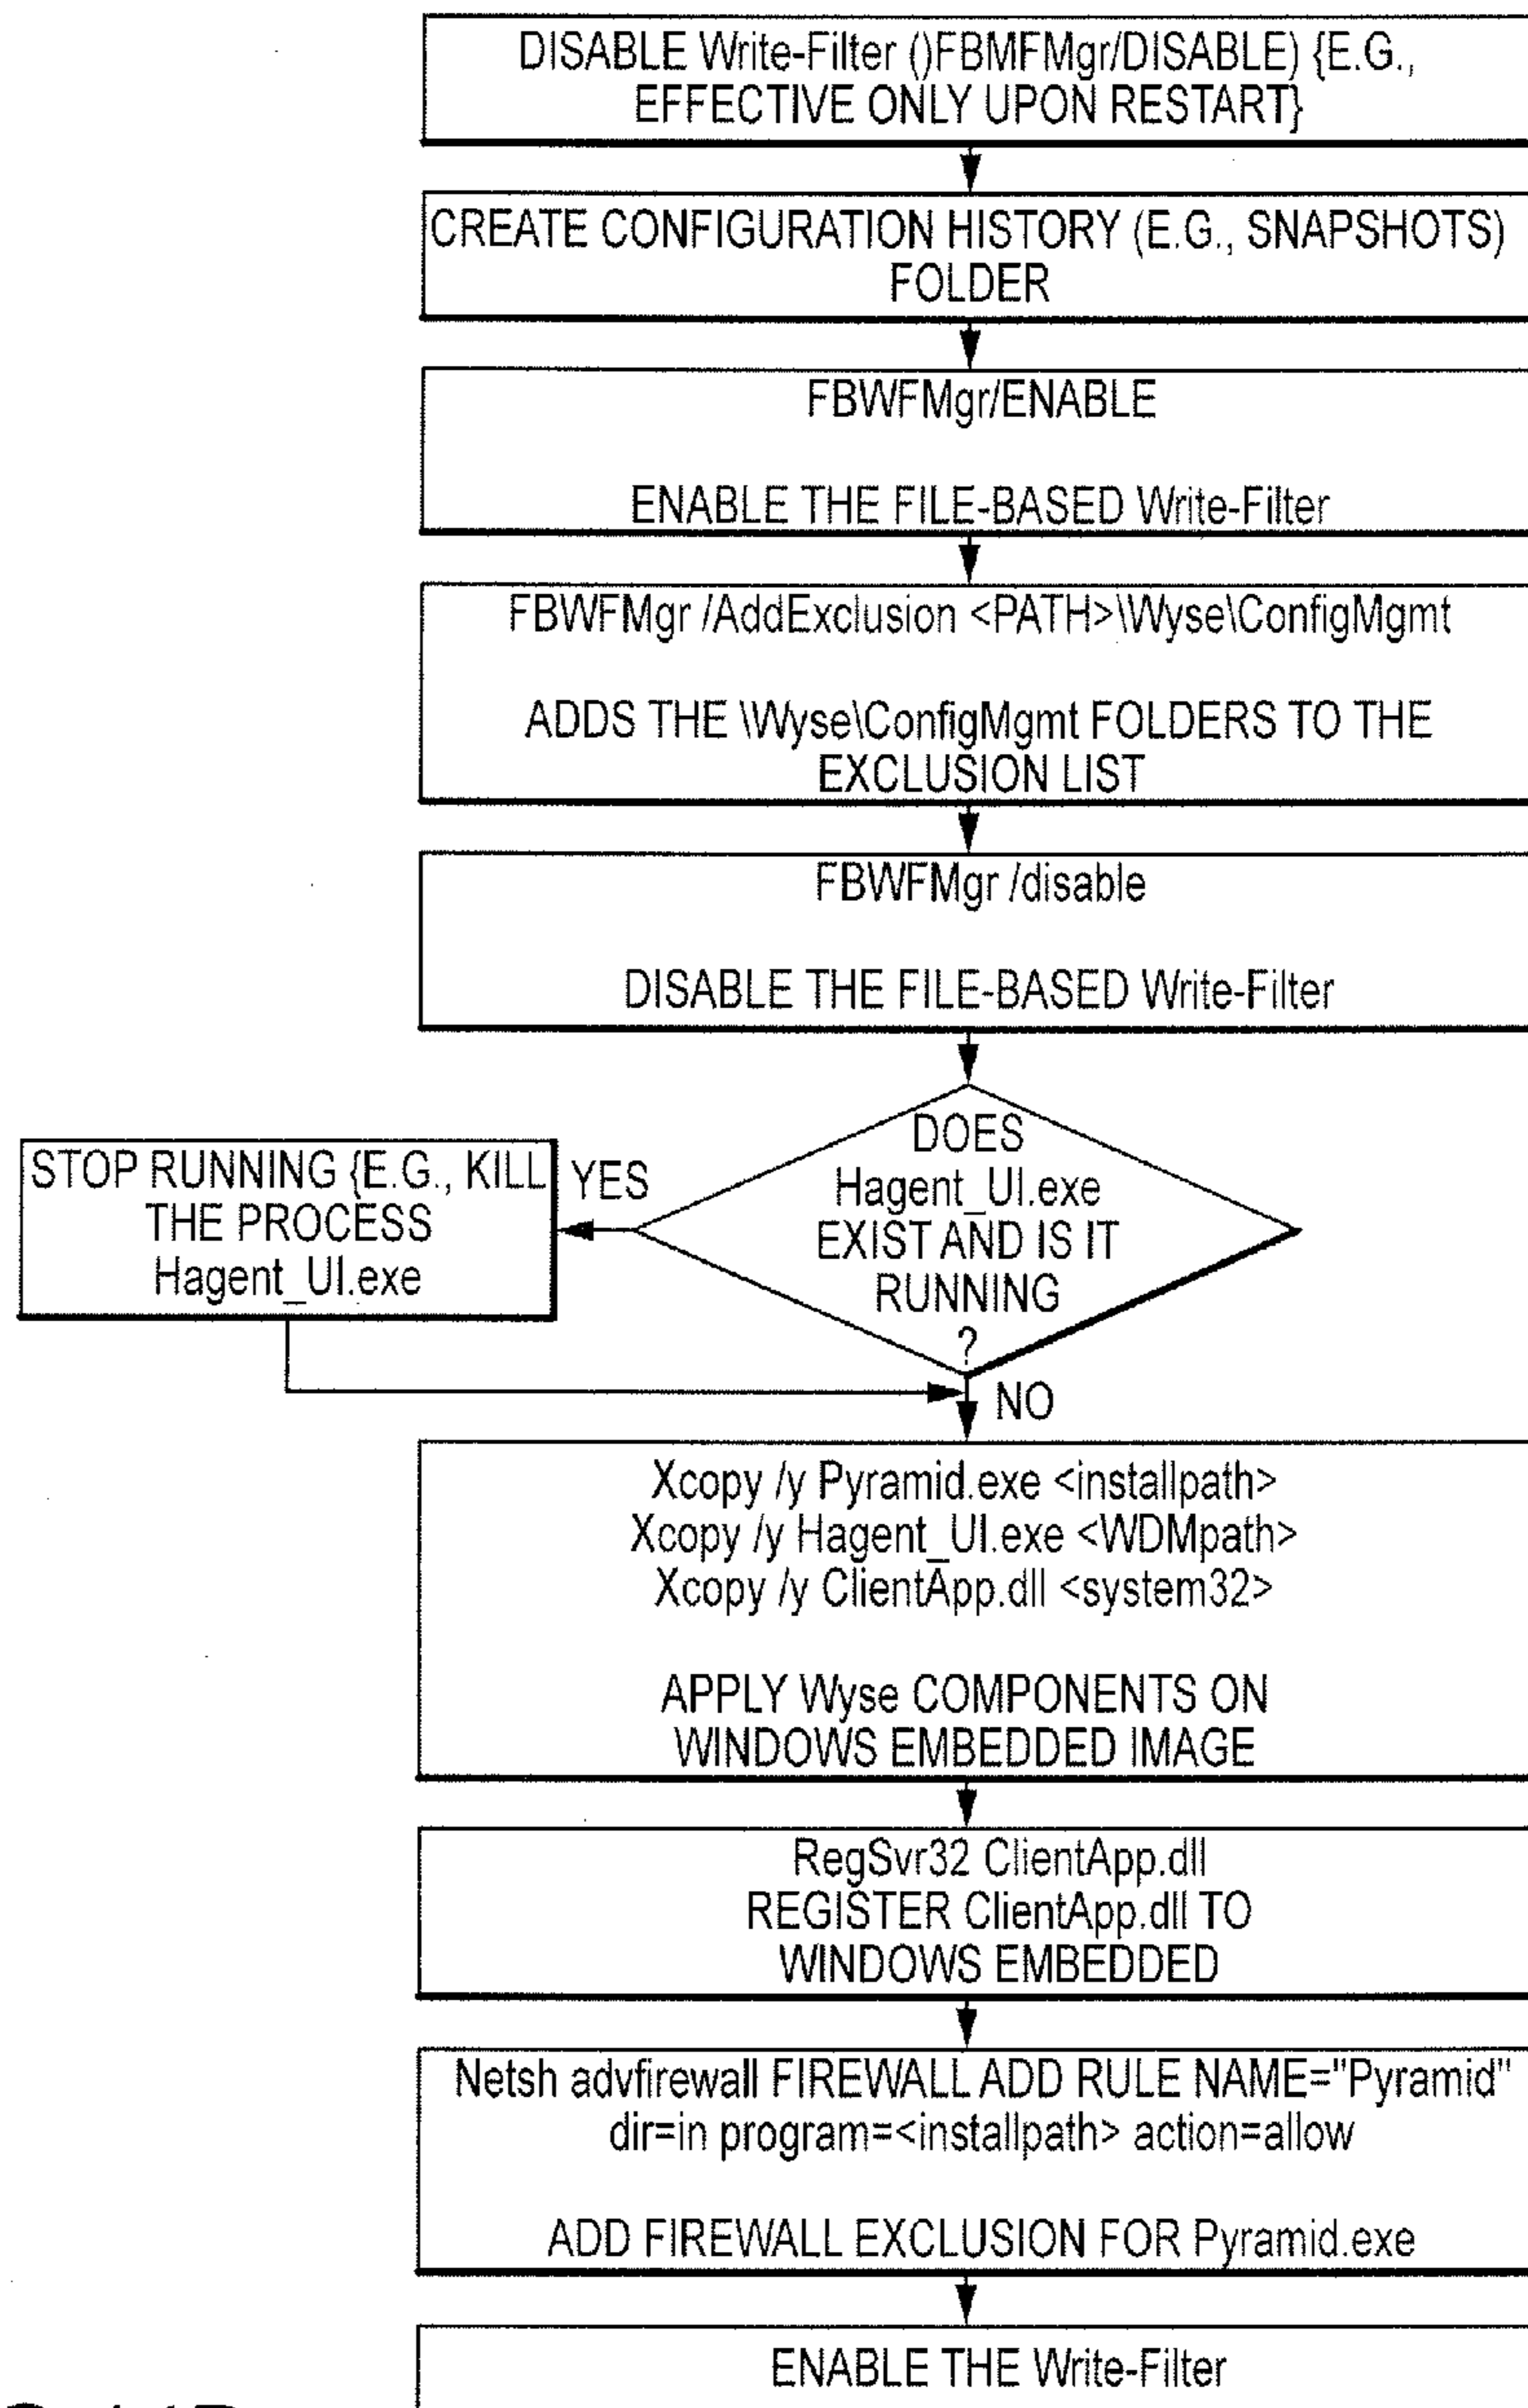 DISABLE Write-Filter ()FBMFMgr/DISABLE) {E.G.,
EFFECTIVE ONLY UPON RESTART}
CREATE CONFIGURATION HISTORY (E.G., SNAPSHOTS)
FOLDER
FBWFMgr/ENABLE
ENABLE THE FILE-BASED Write-Filter
FBWFMgr /AddExclusion <PATH>\Wyse\ConfigMgmt
ADDS THE \Wyse\ConfigMgmt FOLDERS TO THE
EXCLUSION LIST
FBWFMgr /disable
DISABLE THE FILE-BASED Write-Filter
DOES
Hagent_UI.exe
EXIST AND IS IT
RUNNING
?
YES
STOP RUNNING {E.G., KILL
THE PROCESS
Hagent_UI.exe
NO
Xcopy /y Pyramid.exe <installpath>
Xcopy /y Hagent_UI.exe <WDMpath>
Xcopy /y ClientApp.dll <system32>
APPLY Wyse COMPONENTS ON
WINDOWS EMBEDDED IMAGE
RegSvr32 ClientApp.dll
REGISTER ClientApp.dll TO
WINDOWS EMBEDDED
Netsh advfirewall FIREWALL ADD RULE NAME="Pyramid"
dir=in program=<installpath> action=allow
ADD FIREWALL EXCLUSION FOR Pyramid.exe
ENABLE THE Write-Filter